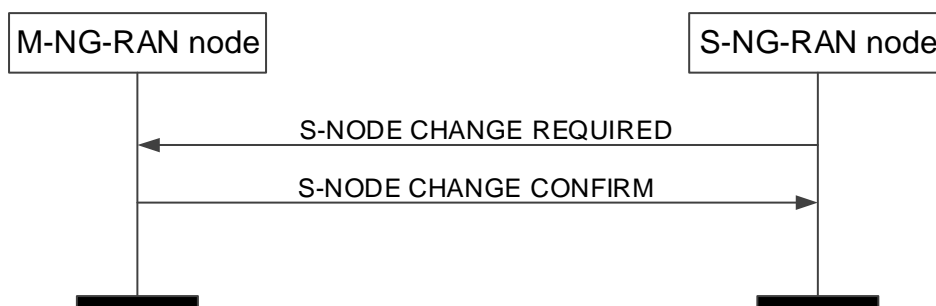 M-NG-RAN node
S-NG-RAN node
S-NODE CHANGE REQUIRED
S-NODE CHANGE CONFIRM